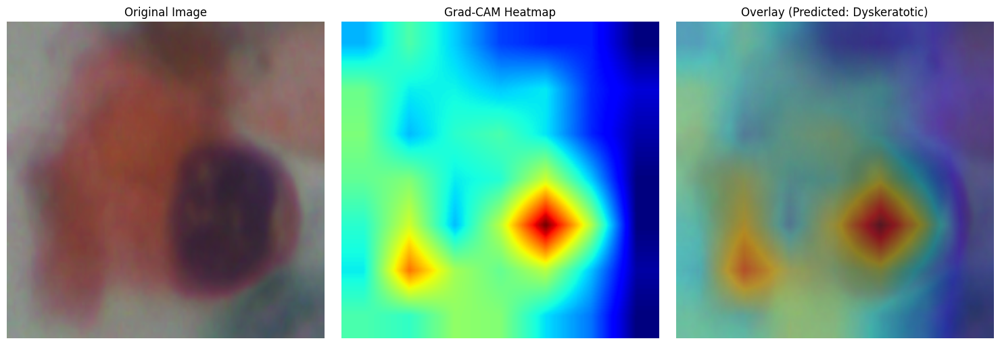 Original Image
Grad-CAM Heatmap
Overlay (Predicted: Dyskeratotic)